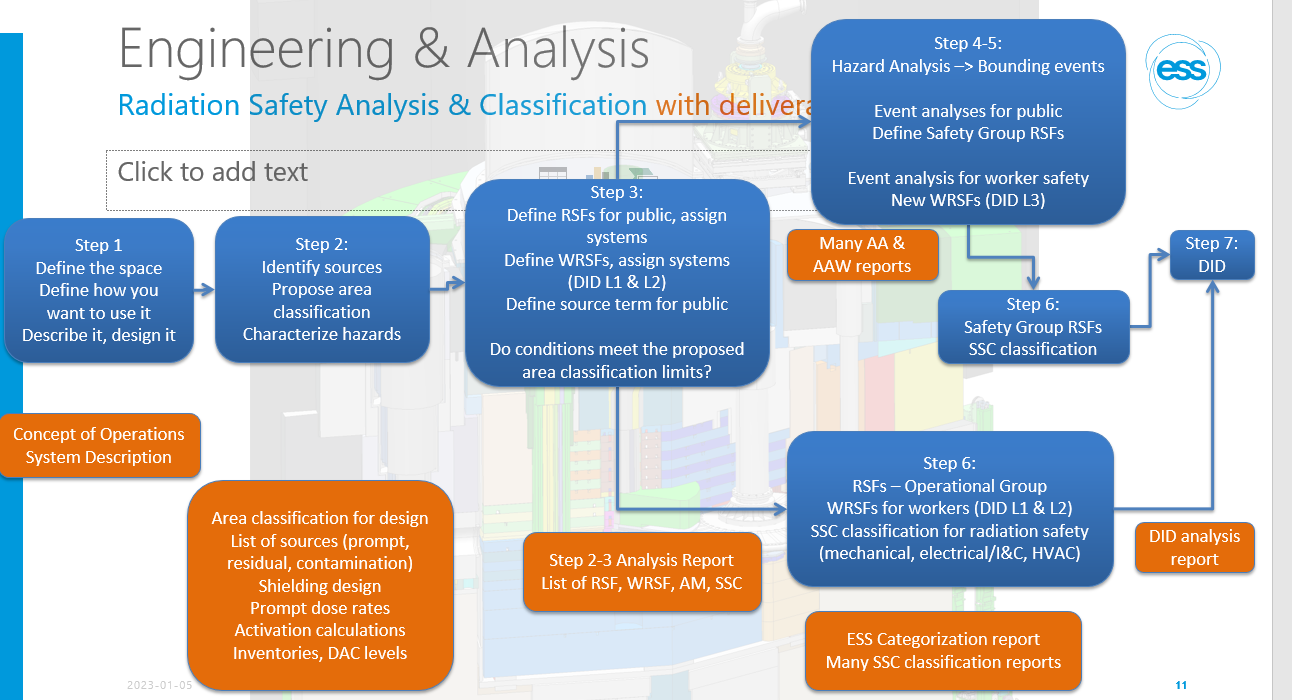 Engineering & Analysis
Radiation Safety Analysis & Classification with delivera
Click to add text
ess
Step 1
Define the space
Define how you
want to use it
Describe it, design it
Step 2:
Identify sources
Propose area
classification
Characterize hazards
Step 3:
Define RSFs for public, assign
systems
Define WRSFs, assign systems
(DID L1 & L2)
Define source term for public
Do conditions meet the proposed
area classification limits?
Step 4-5:
Hazard Analysis –> Bounding events
Event analyses for public
Define Safety Group RSFs
Event analysis for worker safety
New WRSFs (DID L3)
Many AA &
AAW reports
Step 6:
Safety Group RSFs
SSC classification
Step 7:
DID
Concept of Operations
System Description
Area classification for design
List of sources (prompt,
residual, contamination)
Shielding design
Prompt dose rates
Activation calculations
Inventories, DAC levels
Step 2-3 Analysis Report
List of RSF, WRSF, AM, SSC
Step 6:
RSFs – Operational Group
WRSFs for workers (DID L1 & L2)
SSC classification for radiation safety
(mechanical, electrical/I&C, HVAC)
DID analysis
report
ESS Categorization report
Many SSC classification reports
2023-01-05
11